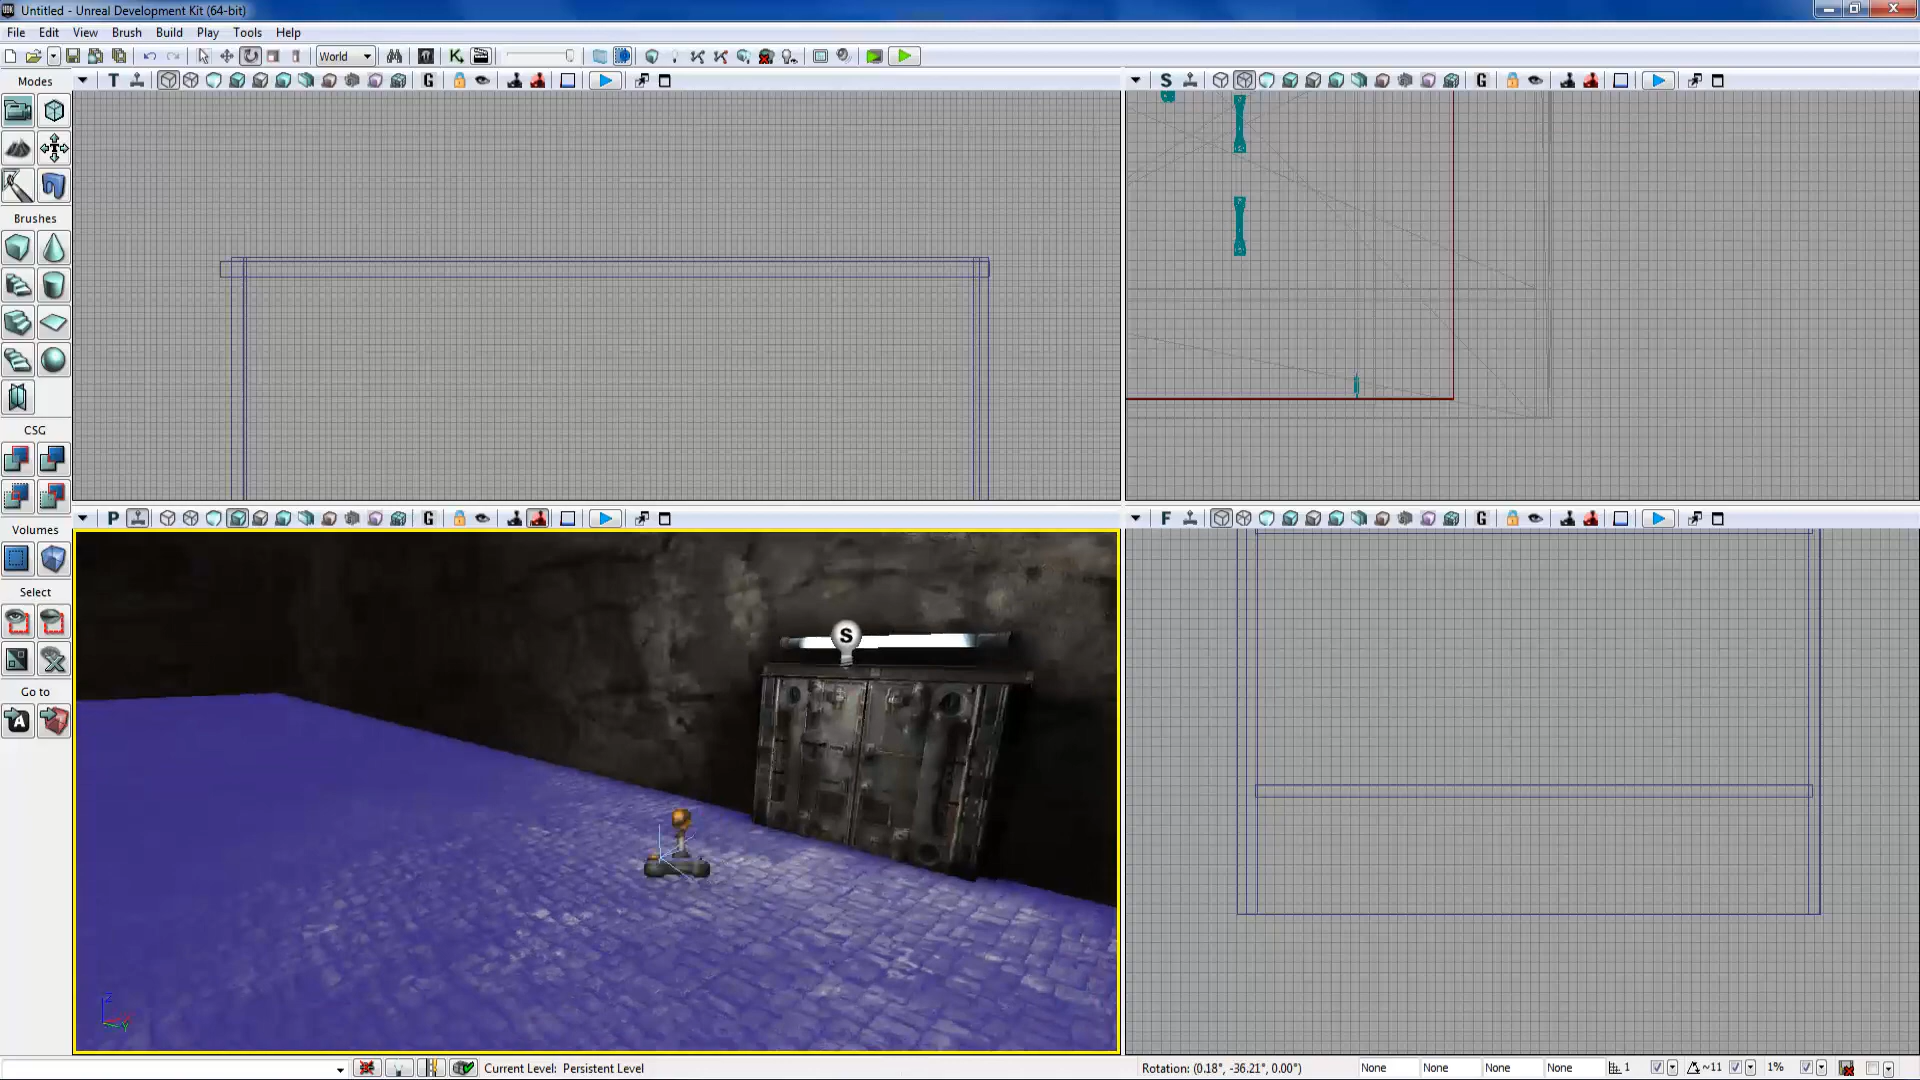 Untitled - Unreal Development Kit (64-bit)
File Edit View Brush Build Play Tools Help
World
Modes
T G
S G
Brushes
CSG
P G
F G
Volumes
Select
S
Go to
A
Z
Y
Current Level: Persistent Level
Rotation: (0.18°, -36.21°, 0.00°)
None None None None
1
~11
1%